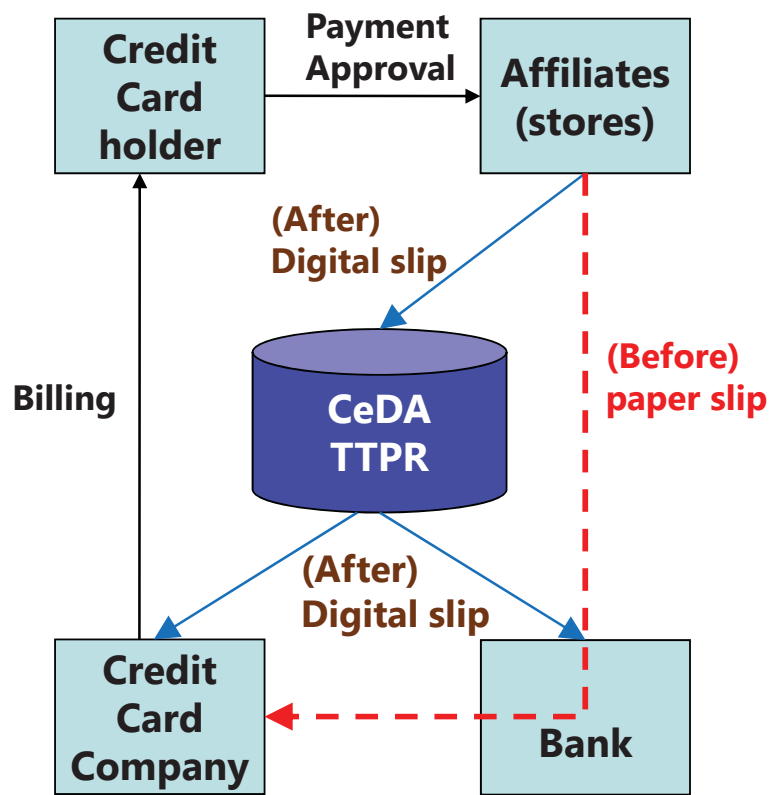 Credit
Card
holder
Payment
Approval
Affiliates
(stores)
(After)
Digital slip
(Before)
paper slip
Billing
CeDA
TTPR
(After)
Digital slip
Credit
Card
Company
Bank